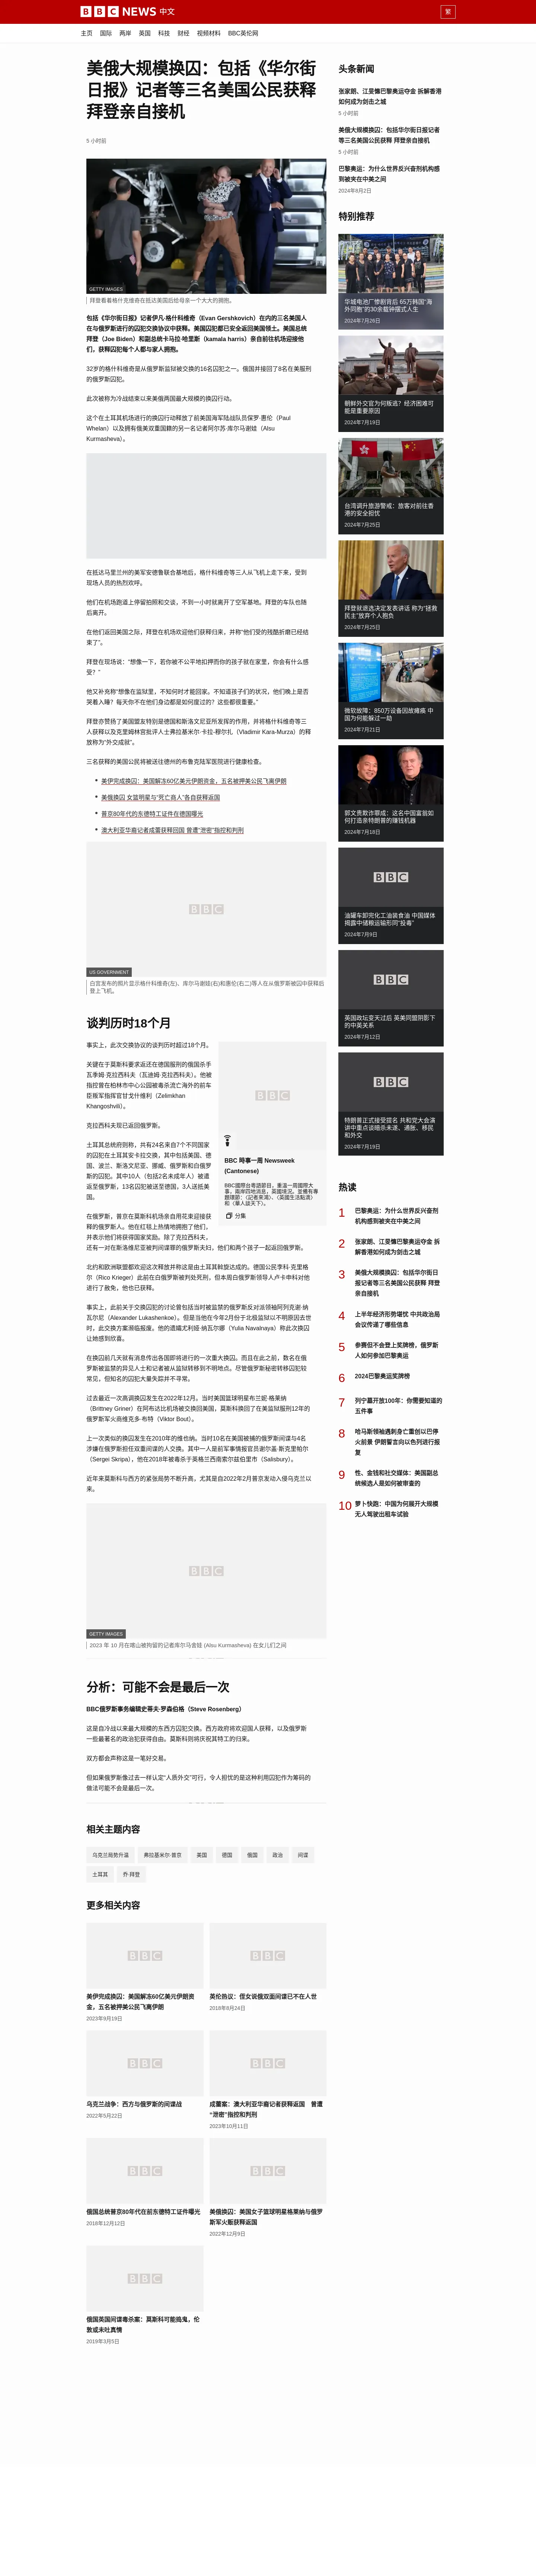 BBC NEWS 中文
繁
主页 国际 两岸 英国 科技 财经 视频材料 BBC英伦网
美俄大规模换囚：包括《华尔街
日报》记者等三名美国公民获释
拜登亲自接机
5 小时前
GETTY IMAGES
拜登看着格什克维奇在抵达美国后给母亲一个大大的拥抱。
包括《华尔街日报》记者伊凡·格什科维奇（Evan Gershkovich）在内的三名美国人
在与俄罗斯进行的囚犯交换协议中获释。美国囚犯都已安全返回美国领土。美国总统
拜登（Joe Biden）和副总统卡马拉·哈里斯（kamala harris）亲自前往机场迎接他
们，获释囚犯每个人都与家人拥抱。
32岁的格什科维奇是从俄罗斯监狱被交换的16名囚犯之一。俄国并接回了8名在美服刑
的俄罗斯囚犯。
此次被称为冷战结束以来美俄两国最大规模的换囚行动。
这个在土耳其机场进行的换囚行动释放了前美国海军陆战队员保罗·惠伦（Paul
Whelan）以及拥有俄美双重国籍的另一名记者阿尔苏·库尔马谢娃（Alsu
Kurmasheva）。
在抵达马里兰州的美军安德鲁联合基地后，格什科维奇等三人从飞机上走下来，受到
现场人员的热烈欢呼。
他们在机场跑道上停留拍照和交谈，不到一小时就离开了空军基地。拜登的车队也随
后离开。
在他们返回美国之际，拜登在机场欢迎他们获释归来，并称“他们受的残酷折磨已经结
束了”。
拜登在现场说：“想像一下，若你被不公平地扣押而你的孩子就在家里，你会有什么感
受？”
他又补充称“想像在监狱里，不知何时才能回家。不知道孩子们的状况，他们晚上是否
哭着入睡？每天你不在他们身边都是如何度过的？这些都很重要。”
拜登亦赞扬了美国盟友特别是德国和斯洛文尼亚所发挥的作用，并将格什科维奇等三
人获释以及克里姆林宫批评人士弗拉基米尔·卡拉-穆尔扎（Vladimir Kara-Murza）的释
放称为“外交成就”。
三名获释的美国公民将被送往德州的布鲁克陆军医院进行健康检查。
美伊完成换囚：美国解冻60亿美元伊朗资金，五名被押美公民飞离伊朗
美俄换囚 女篮明星与“死亡商人”各自获释返国
普京80年代的东德特工证件在德国曝光
澳大利亚华裔记者成蕾获释回国 曾遭“泄密”指控和判刑
BBC
US GOVERNMENT
白宫发布的照片显示格什科维奇(左)、库尔马谢娃(右)和惠伦(右二)等人在从俄罗斯被囚中获释后
登上飞机。
谈判历时18个月
事实上，此次交换协议的谈判历时超过18个月。
关键在于莫斯科要求返还在德国服刑的俄国杀手
瓦季姆·克拉西科夫（瓦迪姆·克拉西科夫）。他被
指控曾在柏林市中心公园被毒杀流亡海外的前车
臣叛军指挥官甘戈什维利（Zelimkhan
Khangoshvili）。
克拉西科夫现已返回俄罗斯。
土耳其总统府则称，共有24名来自7个不同国家
的囚犯在土耳其安卡拉交换，其中包括美国、德
国、波兰、斯洛文尼亚、挪威、俄罗斯和白俄罗
斯的囚犯。其中10人（包括2名未成年人）被遣
返至俄罗斯，13名囚犯被送至德国，3人送抵美
国。
在俄罗斯，普京在莫斯科机场亲自用花束迎接获
释的俄罗斯人。他在红毯上热情地拥抱了他们，
并表示他们将获得国家奖励。除了克拉西科夫，
还有一对在斯洛维尼亚被判间谍罪的俄罗斯夫妇，他们和两个孩子一起返回俄罗斯。
BBC
BBC 時事一周 Newsweek
(Cantonese)
BBC國際台粵語節目，重溫一周國際大
事、兩岸四地消息，英國境況。並備有專
題環節：〈記者來鴻〉、〈英國生活點滴〉
和〈華人談天下〉。
分集
北约和欧洲联盟都欢迎这次释放并称这是由土耳其斡旋达成的。德国公民李科·克里格
尔（Rico Krieger）此前在白俄罗斯被判处死刑，但本周白俄罗斯领导人卢卡申科对他
进行了赦免，他也已获释。
事实上，此前关于交换囚犯的讨论曾包括当时被监禁的俄罗斯反对派领袖阿列克谢·纳
瓦尔尼（Alexander Lukashenkoe）。但是当他在今年2月份于北极监狱以不明原因去世
时，此交换方案濒临报废。他的遗孀尤利娅·纳瓦尔娜（Yulia Navalnaya）称此次换囚
让她感到欣喜。
在换囚前几天就有消息传出各国即将进行的一次重大换囚。而且在此之前，数名在俄
罗斯被监禁的异见人士和记者被从监狱转移到不明地点。尽管俄罗斯秘密转移囚犯较
常见，但知名的囚犯大量失踪并不寻常。
过去最近一次高调换囚发生在2022年12月。当时美国篮球明星布兰妮·格莱纳
（Brittney Griner）在阿布达比机场被交换回美国，莫斯科换回了在美监狱服刑12年的
俄罗斯军火商维克多·布特（Viktor Bout）。
上一次类似的换囚发生在2010年的维也纳。当时10名在美国被捕的俄罗斯间谍与4名
涉嫌在俄罗斯担任双重间谍的人交换。其中一人是前军事情报官员谢尔盖·斯克里帕尔
（Sergei Skripa），他在2018年被毒杀于英格兰西南索尔兹伯里市（Salisbury）。
近年来莫斯科与西方的紧张局势不断升高，尤其是自2022年2月普京发动入侵乌克兰以
来。
BBC
GETTY IMAGES
2023 年 10 月在喀山被拘留的记者库尔马舍娃 (Alsu Kurmasheva) 在女儿们之间
分析：可能不会是最后一次
BBC俄罗斯事务编辑史蒂夫·罗森伯格（Steve Rosenberg）
这是自冷战以来最大规模的东西方囚犯交换。西方政府将欢迎国人获释，以及俄罗斯
一些最著名的政治犯获得自由。莫斯科则将庆祝其特工的归来。
双方都会声称这是一笔好交易。
但如果俄罗斯像过去一样认定“人质外交”可行，令人担忧的是这种利用囚犯作为筹码的
做法可能不会是最后一次。
相关主题内容
马克兰局势升温 弗拉基米尔·普京 美国 德国 俄国 政治 间谍
土耳其 乔·拜登
更多相关内容
BBC
美伊完成换囚：美国解冻60亿美元伊朗资
金，五名被押美公民飞离伊朗
2023年9月19日
BBC
英伦热议：侄女说俄双面间谍已不在人世
2018年8月24日
BBC
乌克兰战争：西方与俄罗斯的间谍战
2022年5月22日
BBC
成蕾案：澳大利亚华裔记者获释返国 曾遭
“泄密”指控和判刑
2023年10月11日
BBC
俄国总统普京80年代在前东德特工证件曝光
2018年12月12日
BBC
美俄换囚：美国女子篮球明星格莱纳与俄罗
斯军火贩获释返国
2022年12月9日
BBC
俄国英国间谍毒杀案：莫斯科可能捣鬼，伦
敦或未吐真情
2019年3月5日
头条新闻
张家朗、江旻憓巴黎奥运夺金 拆解香港
如何成为剑击之城
5 小时前
美俄大规模换囚：包括华尔街日报记者
等三名美国公民获释 拜登亲自接机
5 小时前
巴黎奥运：为什么世界反兴奋剂机构感
到被夹在中美之间
2024年8月2日
特别推荐
华城电池厂惨剧背后 65万韩国“海
外同胞”的30余载钟摆式人生
2024年7月26日
朝鲜外交官为何叛逃？经济困难可
能是重要原因
2024年7月19日
台湾调升旅游警戒：旅客对前往香
港的安全担忧
2024年7月25日
拜登就退选决定发表讲话 称为“拯救
民主”放弃个人抱负
2024年7月25日
微软故障：850万设备因故瘫痪 中
国为何能躲过一劫
2024年7月21日
郭文贵欺诈罪成：这名中国富翁如
何打造亲特朗普的赚钱机器
2024年7月18日
BBC
油罐车卸完化工油装食油 中国媒体
揭露中储粮运输形同“投毒”
2024年7月9日
BBC
英国政坛变天过后 英美同盟阴影下
的中英关系
2024年7月12日
BBC
特朗普正式接受提名 共和党大会演
讲中重点谈暗杀未遂、通胀、移民
和外交
2024年7月19日
热读
1 巴黎奥运：为什么世界反兴奋剂
机构感到被夹在中美之间
2 张家朗、江旻憓巴黎奥运夺金 拆
解香港如何成为剑击之城
3 美俄大规模换囚：包括华尔街日
报记者等三名美国公民获释 拜登
亲自接机
4 上半年经济形势堪忧 中共政治局
会议传递了哪些信息
5 参赛但不会登上奖牌榜，俄罗斯
人如何参加巴黎奥运
6 2024巴黎奥运奖牌榜
7 列宁墓开放100年：你需要知道的
五件事
8 哈马斯领袖遇刺身亡重创以巴停
火前景 伊朗誓言向以色列进行报
复
9 性、金钱和社交媒体：美国副总
统候选人是如何被审查的
10 萝卜快跑：中国为何展开大规模
无人驾驶出租车试验